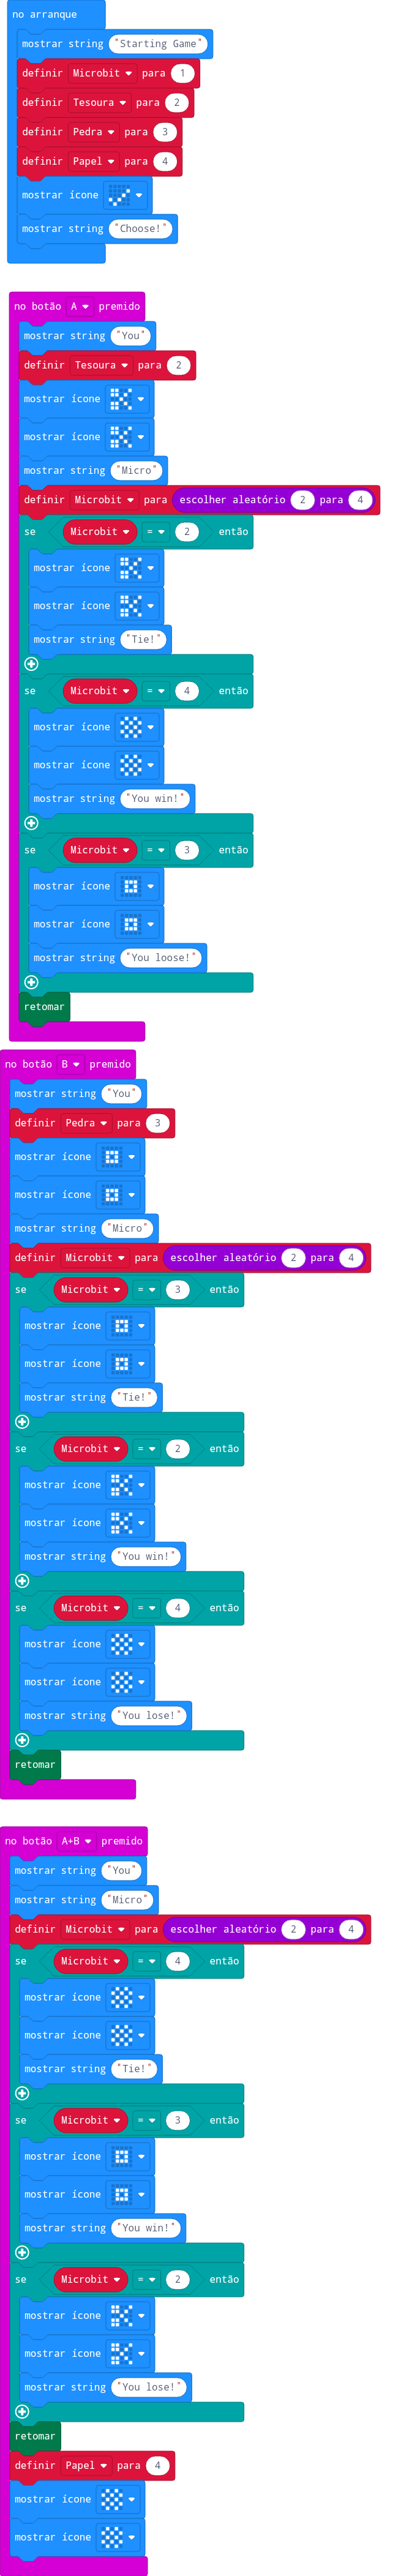 no arranque
mostrar string "Starting Game"
definir Microbit para 1
definir Tesoura para 2
definir Pedra para 3
definir Papel para 4
mostrar ícone
mostrar string "Choose!"
no botão A premido
mostrar string "You"
definir Tesoura para 2
mostrar ícone
mostrar ícone
mostrar string "Micro"
definir Microbit para escolher aleatório 2 para 4
se Microbit = 2 então
mostrar ícone
mostrar ícone
mostrar string "Tie!"
se Microbit = 4 então
mostrar ícone
mostrar ícone
mostrar string "You win!"
se Microbit = 3 então
mostrar ícone
mostrar ícone
mostrar string "You loose!"
retomar
no botão B premido
mostrar string "You"
definir Pedra para 3
mostrar ícone
mostrar ícone
mostrar string "Micro"
definir Microbit para escolher aleatório 2 para 4
se Microbit = 3 então
mostrar ícone
mostrar ícone
mostrar string "Tie!"
se Microbit = 2 então
mostrar ícone
mostrar ícone
mostrar string "You win!"
se Microbit = 4 então
mostrar ícone
mostrar ícone
mostrar string "You lose!"
retomar
no botão A+B premido
mostrar string "You"
mostrar string "Micro"
definir Microbit para escolher aleatório 2 para 4
se Microbit = 4 então
mostrar ícone
mostrar ícone
mostrar string "Tie!"
se Microbit = 3 então
mostrar ícone
mostrar ícone
mostrar string "You win!"
se Microbit = 2 então
mostrar ícone
mostrar ícone
mostrar string "You lose!"
retomar
definir Papel para 4
mostrar ícone
mostrar ícone